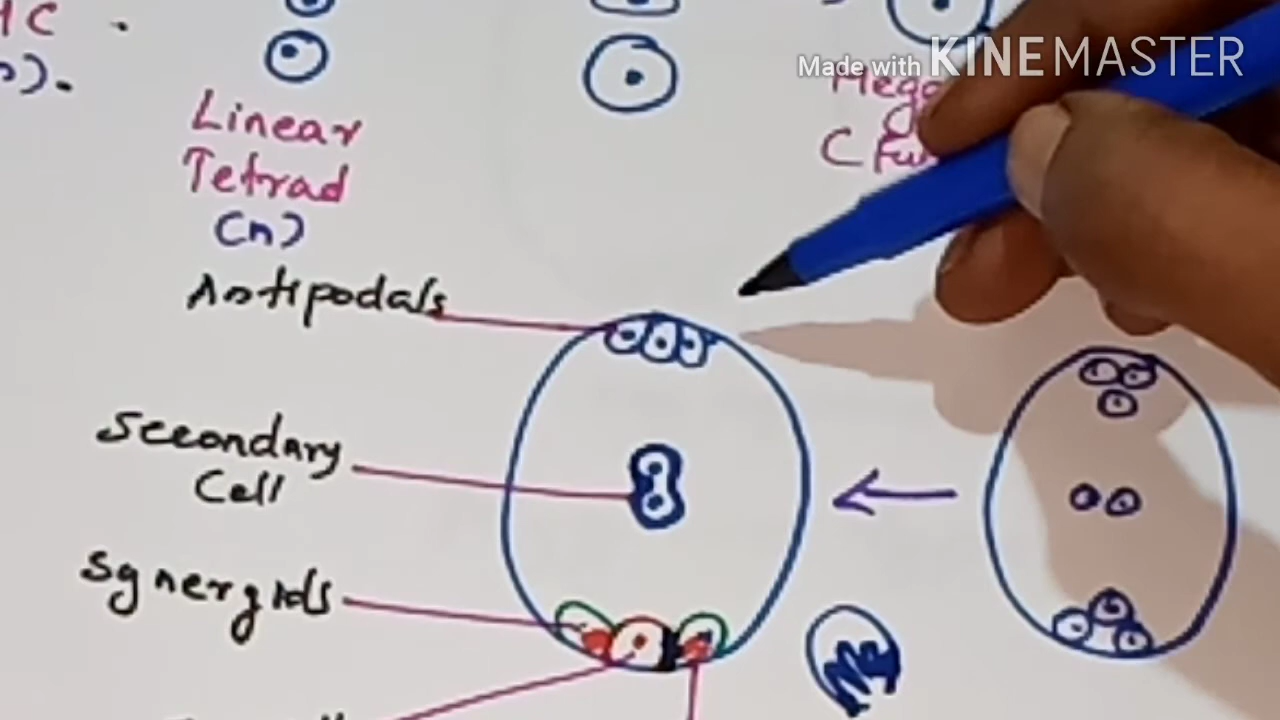 Made with KINEMASTER
Linear
Tetrad
(n)
Antipodals
Secondary
Cell
Synergids